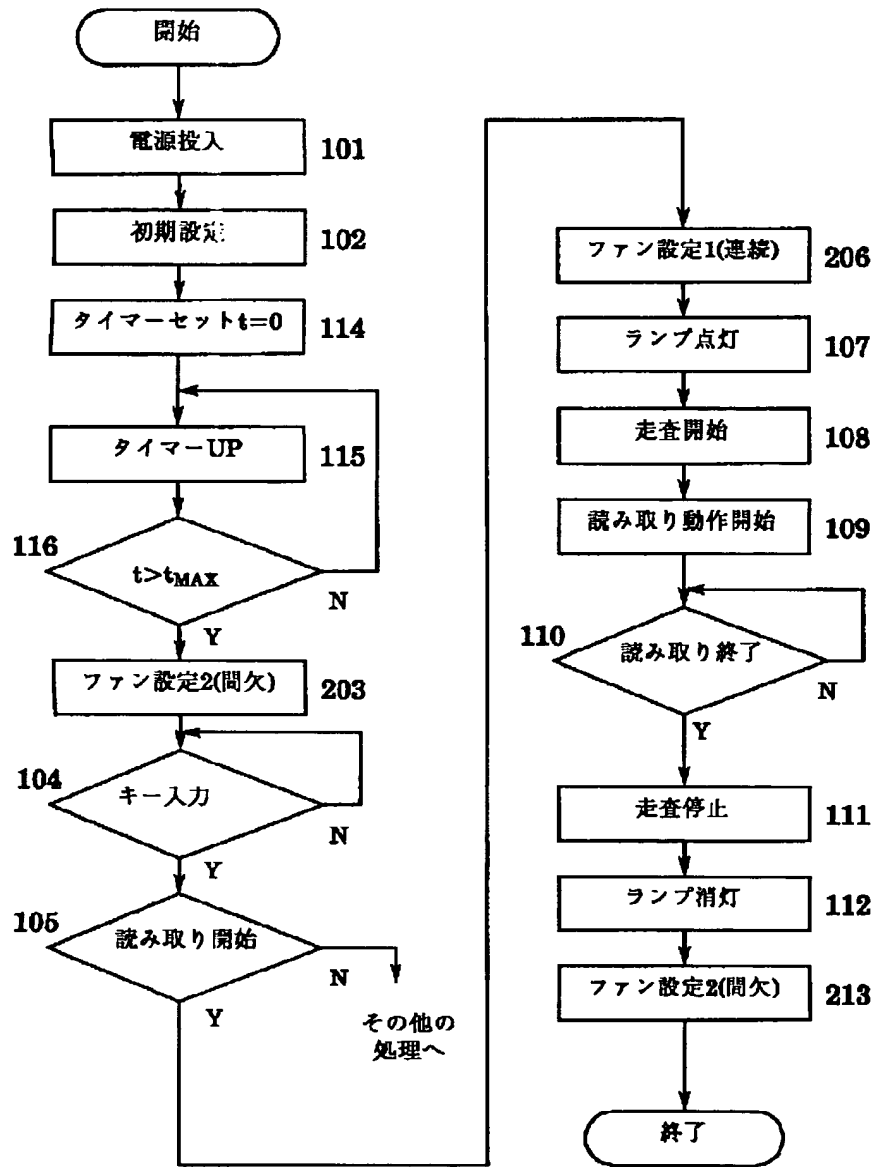 開始
電源投入
101
初期設定
102
タイマーセットt=0
114
タイマーUP
115
116
t>tMAX
N
Y
ファン設定2(間欠)
203
104
キー入力
N
Y
105
読み取り開始
N
Y
その他の
処理へ
ファン設定1(連続)
206
ランプ点灯
107
走査開始
108
読み取り動作開始
109
110
読み取り終了
N
Y
走査停止
111
ランプ消灯
112
ファン設定2(間欠)
213
終了